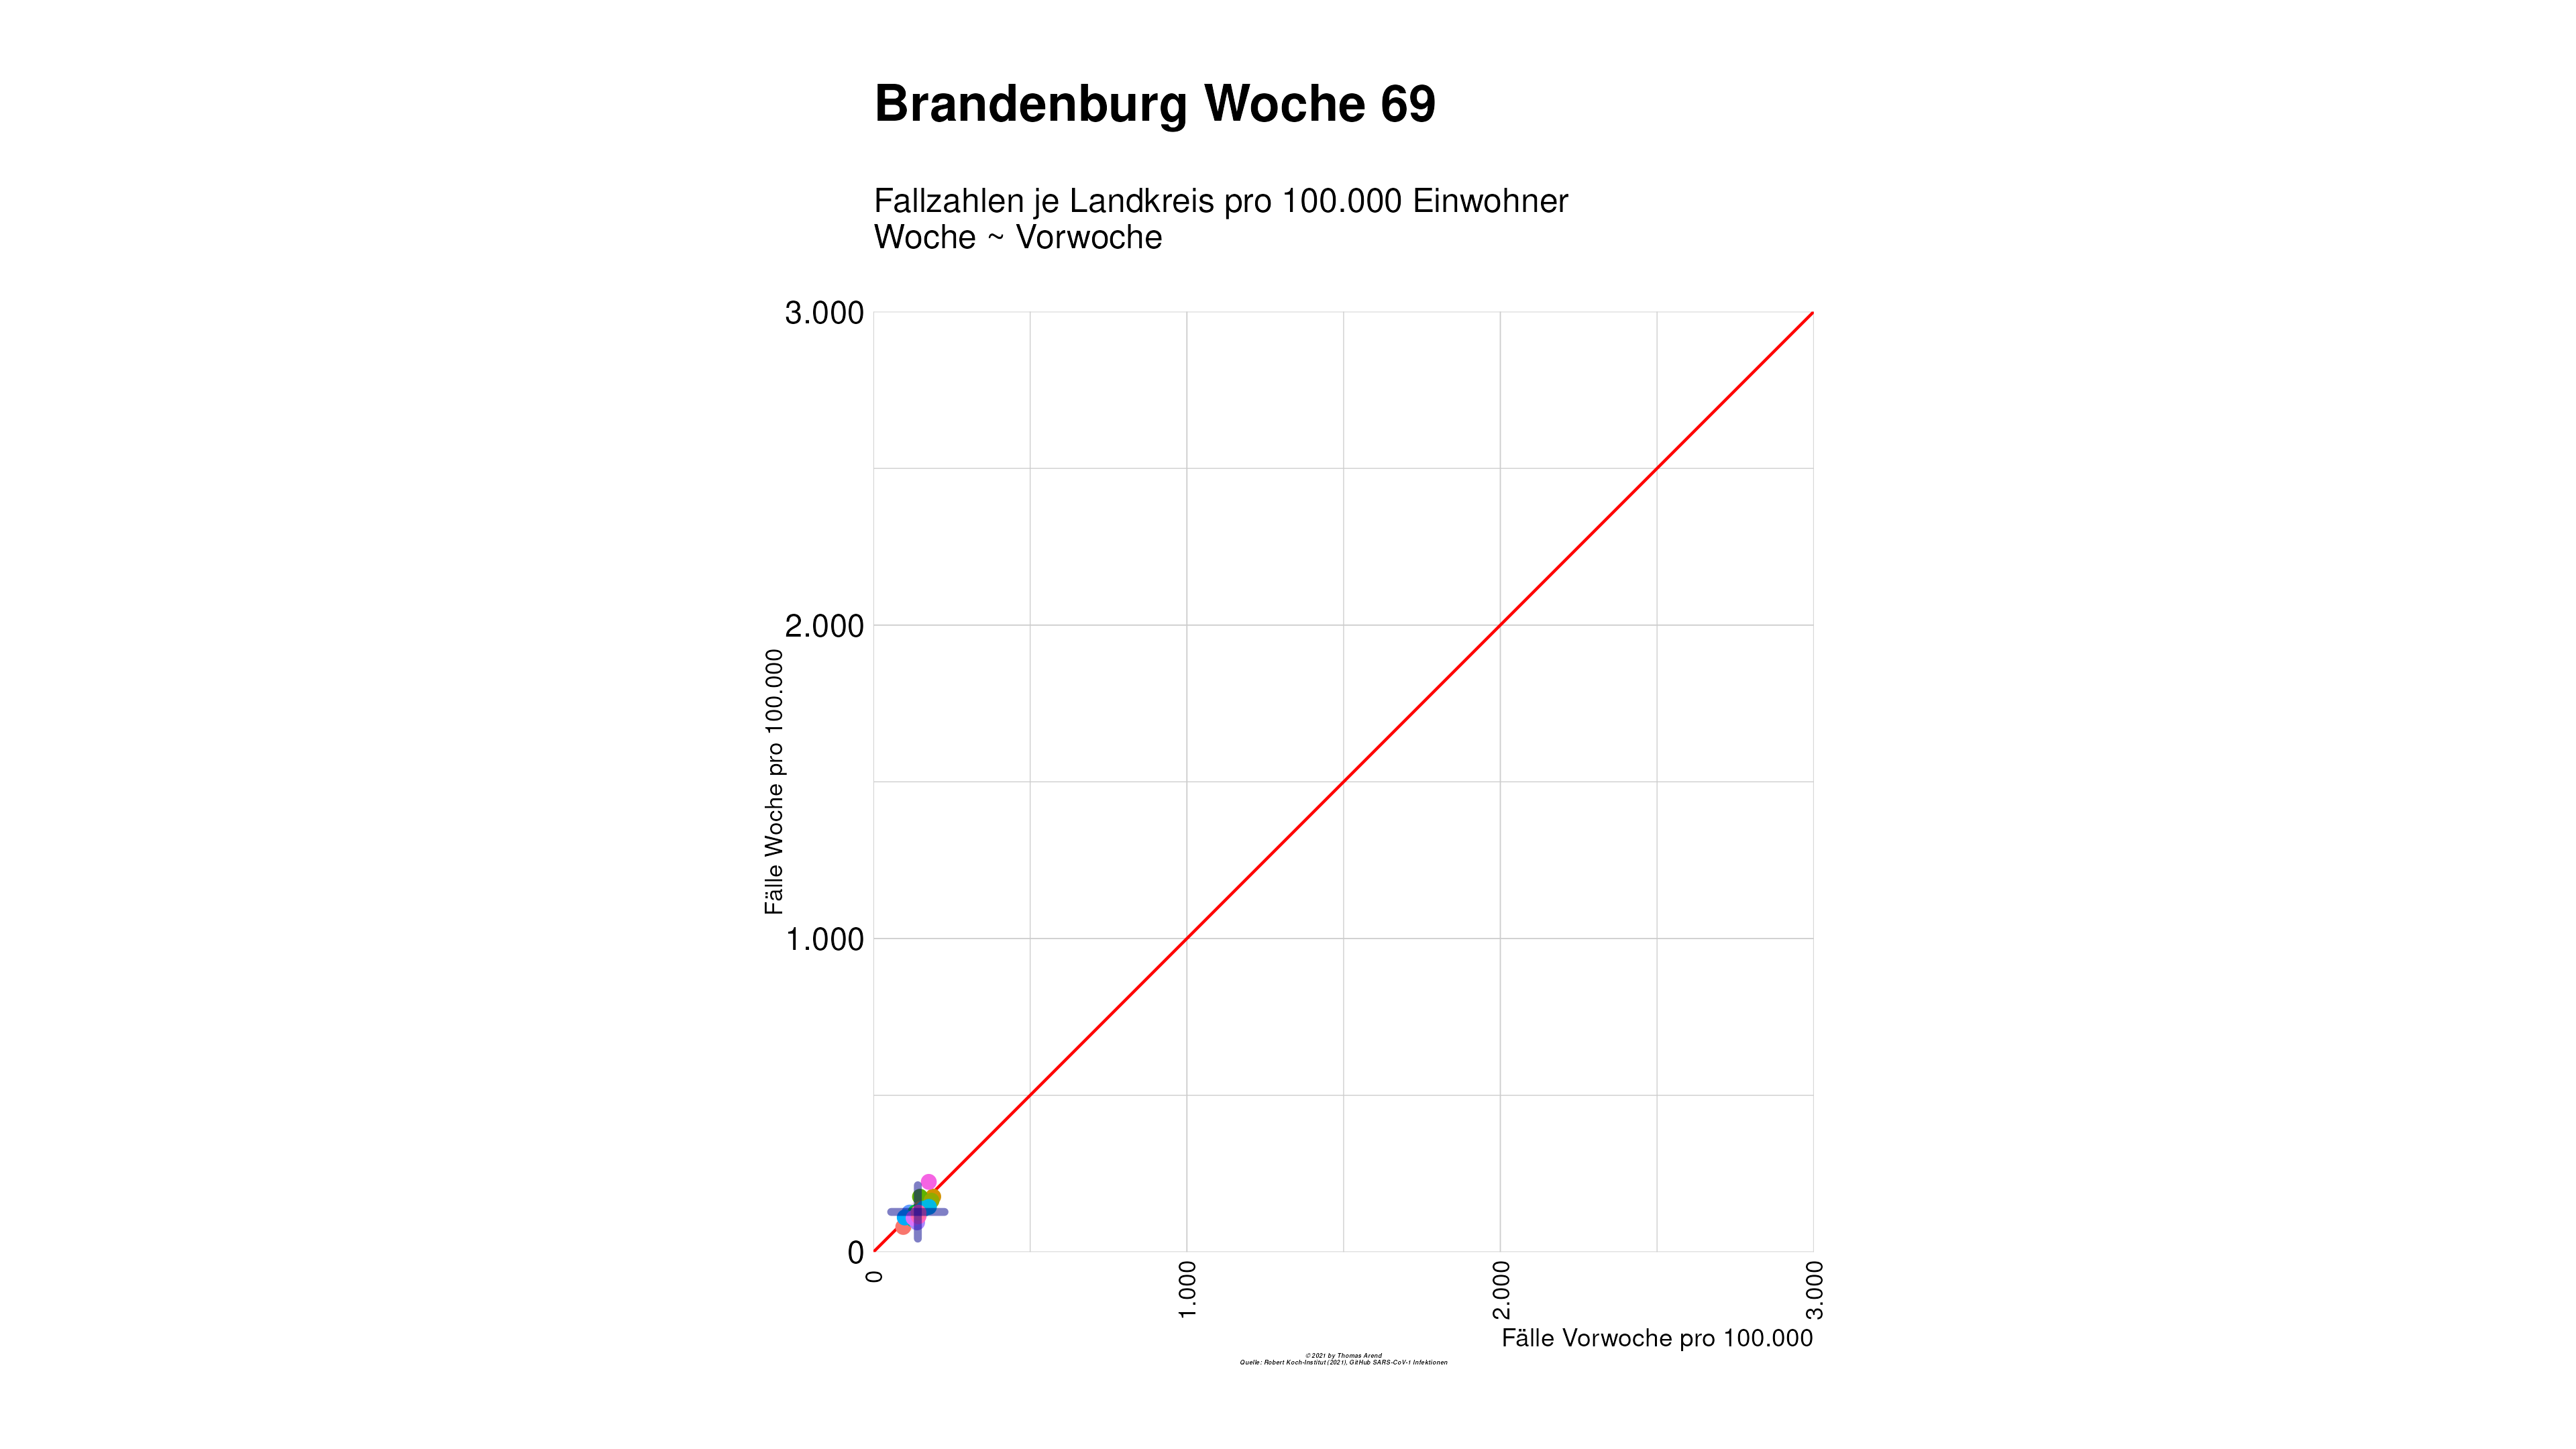 Brandenburg Woche 69
Fallzahlen je Landkreis pro 100.000 Einwohner
Woche ~ Vorwoche
3.000
2.000
1.000
0
Fälle Woche pro 100.000
0
1.000
2.000
3.000
Fälle Vorwoche pro 100.000
© 2021 by Thomas Arend
Quelle: Robert Koch-Institut (2021), GitHub SARS-CoV-1 Infektionen